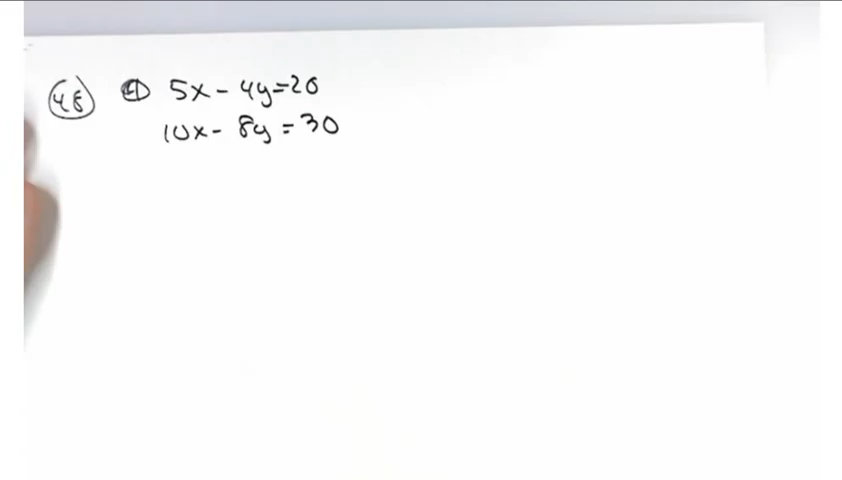 48 5x - 4y = 20
10x - 8y = 30